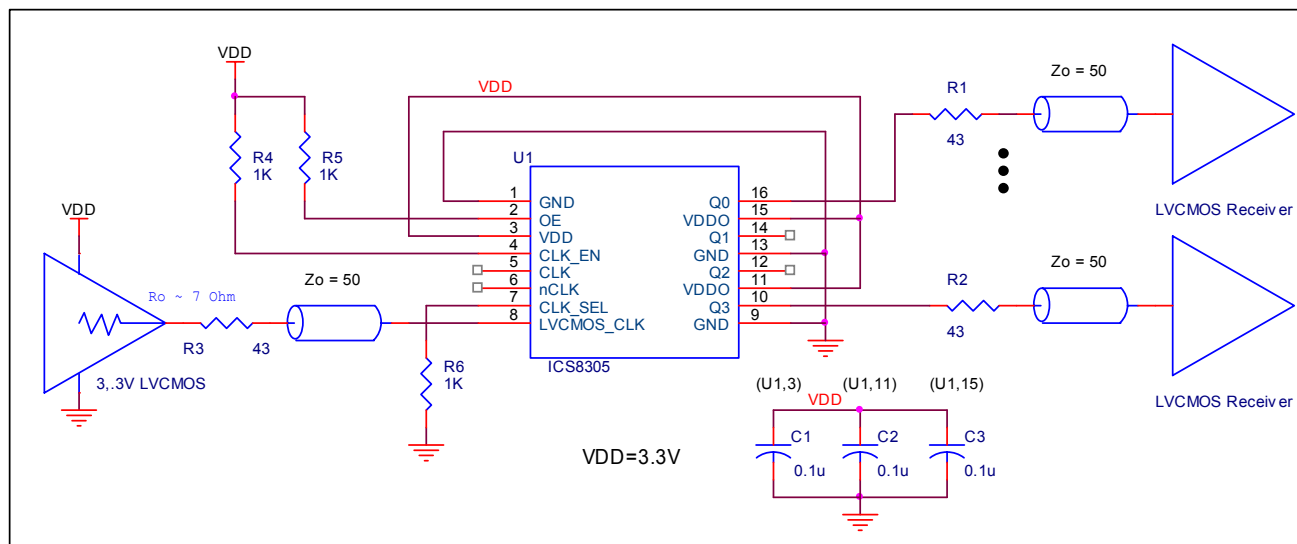 VDD
VDD
R4
1K
R5
1K
U1
1
2
3
4
5
6
7
8
GND
OE
VDD
CLK_EN
CLK
nCLK
CLK_SEL
LVCMOS_CLK
Q0
VDDO
Q1
GND
Q2
VDDO
Q3
GND
16
15
14
13
12
11
10
9
ICS8305
VDD
Ro ~ 7 Ohm
R3
43
3,.3V LVCMOS
Zo = 50
R6
1K
R1
43
Zo = 50
LVCMOS Receiver
R2
43
Zo = 50
LVCMOS Receiver
VDD=3.3V
(U1,3)
(U1,11)
(U1,15)
VDD
C1
0.1u
C2
0.1u
C3
0.1u